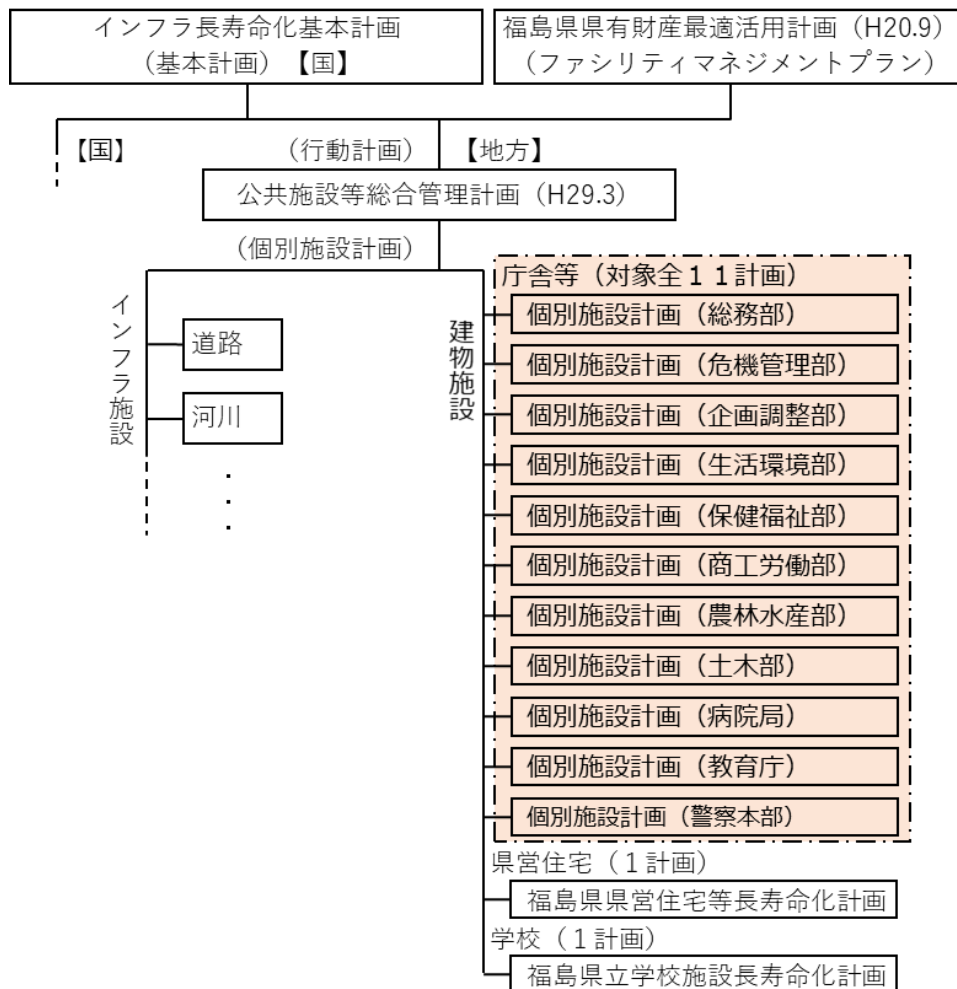 インフラ長寿命化基本計画
(基本計画)【国】
福島県県有財産最適活用計画（H20.9）
（ファシリティマネジメントプラン）
【国】
(行動計画)
【地方】
公共施設等総合管理計画（H29.3）
(個別施設計画)
インフラ施設
道路
河川
・
・
・
建物施設
庁舎等（対象全１１計画）
個別施設計画（総務部）
個別施設計画（危機管理部）
個別施設計画（企画調整部）
個別施設計画（生活環境部）
個別施設計画（保健福祉部）
個別施設計画（商工労働部）
個別施設計画（農林水産部）
個別施設計画（土木部）
個別施設計画（病院局）
個別施設計画（教育庁）
個別施設計画（警察本部）
県営住宅（１計画）
福島県県営住宅等長寿命化計画
学校（１計画）
福島県立学校施設長寿命化計画